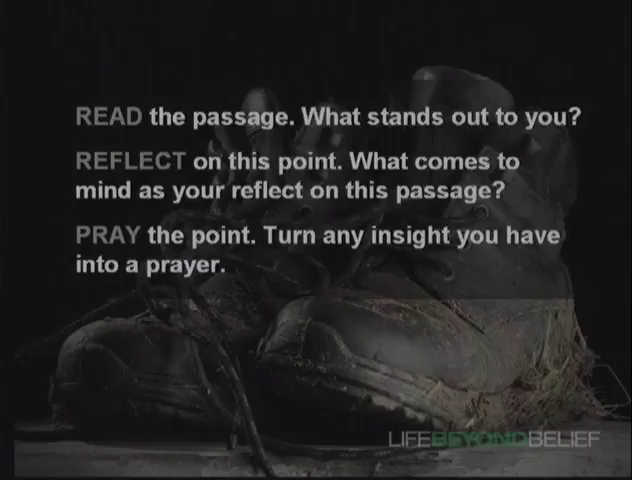 READ the passage. What stands out to you?
REFLECT on this point. What comes to
mind as your reflect on this passage?
PRAY the point. Turn any insight you have
into a prayer.
LIFEBEYONDBELIEF